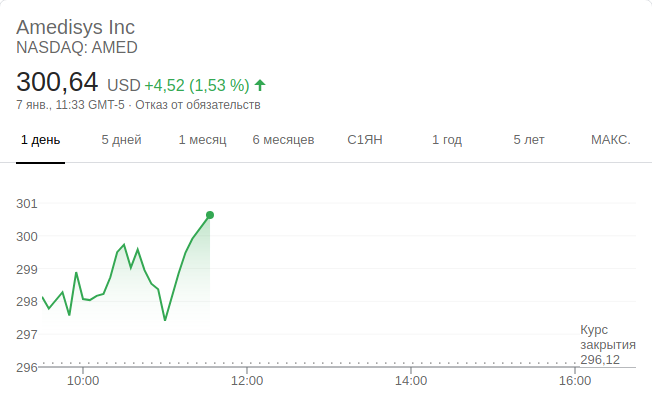 Amedisys Inc
NASDAQ: AMED
300,64 USD +4,52 (1,53 %)
7 янв., 11:33 GMT-5 · Отказ от обязательств
1 день 5 дней 1 месяц 6 месяцев С1ЯН 1 год 5 лет МАКС.
301
300
299
298
297
296
Курс
закрытия
296,12
10:00 12:00 14:00 16:00